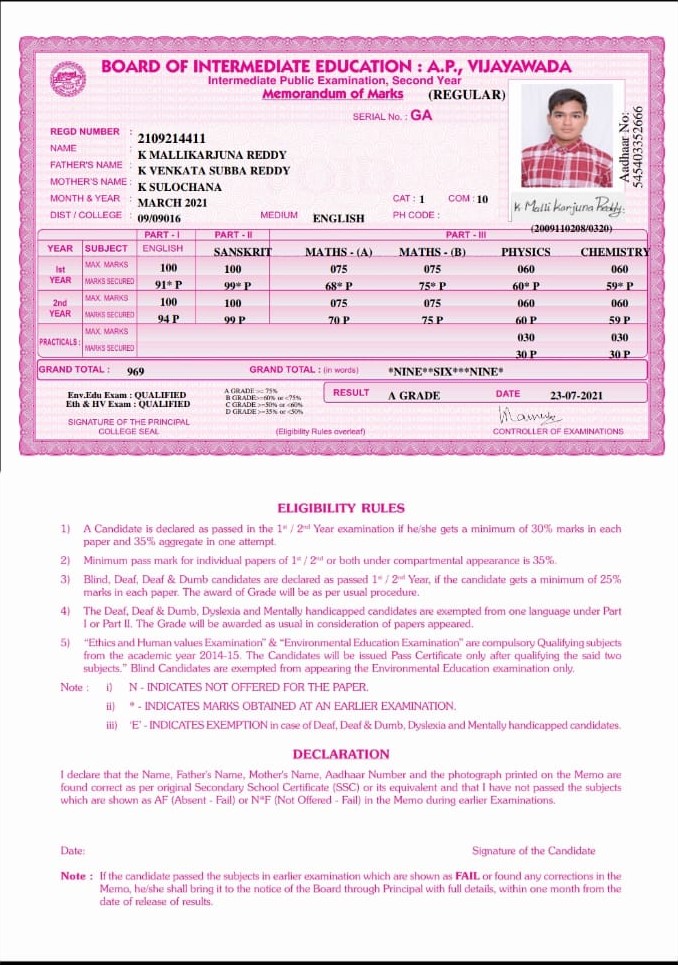 BOARD OF INTERMEDIATE EDUCATION : A.P., VIJAYAWADA
Intermediate Public Examination, Second Year
Memorandum of Marks (REGULAR)
SERIAL No. : GA
REGD NUMBER : 2109214411
NAME : K MALLIKARJUNA REDDY
FATHER'S NAME : K VENKATA SUBBA REDDY
MOTHER'S NAME : K SULOCHANA
MONTH & YEAR : MARCH 2021 CAT : 1 COM : 10
DIST / COLLEGE : 09/09016 MEDIUM ENGLISH PH CODE :
Aadhaar No: 545403352666
K Malli Karjuna Reddy.
(2009110208/0320)
PART - I PART - II PART - III
YEAR SUBJECT ENGLISH SANSKRIT MATHS - (A) MATHS - (B) PHYSICS CHEMISTRY
1st YEAR MAX. MARKS 100 100 075 075 060 060
MARKS SECURED 91* P 99* P 68* P 75* P 60* P 59* P
2nd YEAR MAX. MARKS 100 100 075 075 060 060
MARKS SECURED 94 P 99 P 70 P 75 P 60 P 59 P
PRACTICALS : MAX. MARKS 030 030
MARKS SECURED 30 P 30 P
GRAND TOTAL : 969 GRAND TOTAL : (in words) *NINE**SIX***NINE*
Env.Edu Exam : QUALIFIED
Eth & HV Exam : QUALIFIED
A GRADE >= 75%
B GRADE>=60% or <75%
C GRADE >=50% or <60%
D GRADE >=35% or <50%
RESULT A GRADE DATE 23-07-2021
SIGNATURE OF THE PRINCIPAL
COLLEGE SEAL
(Eligibility Rules overleaf)
CONTROLLER OF EXAMINATIONS
ELIGIBILITY RULES
1) A Candidate is declared as passed in the 1st / 2nd Year examination if he/she gets a minimum of 30% marks in each
paper and 35% aggregate in one attempt.
2) Minimum pass mark for individual papers of 1st / 2nd or both under compartmental appearance is 35%.
3) Blind, Deaf, Deaf & Dumb candidates are declared as passed 1st / 2nd Year, if the candidate gets a minimum of 25%
marks in each paper. The award of Grade will be as per usual procedure.
4) The Deaf, Deaf & Dumb, Dyslexia and Mentally handicapped candidates are exempted from one language under Part
I or Part II. The Grade will be awarded as usual in consideration of papers appeared.
5) "Ethics and Human values Examination" & "Environmental Education Examination" are compulsory Qualifying subjects
from the academic year 2014-15. The Candidates will be issued Pass Certificate only after qualifying the said two
subjects." Blind Candidates are exempted from appearing the Environmental Education examination only.
Note : i) N - INDICATES NOT OFFERED FOR THE PAPER.
ii) * - INDICATES MARKS OBTAINED AT AN EARLIER EXAMINATION.
iii) 'E' - INDICATES EXEMPTION in case of Deaf, Deaf & Dumb, Dyslexia and Mentally handicapped candidates.
DECLARATION
I declare that the Name, Father's Name, Mother's Name, Aadhaar Number and the photograph printed on the Memo are
found correct as per original Secondary School Certificate (SSC) or its equivalent and that I have not passed the subjects
which are shown as AF (Absent - Fail) or N*F (Not Offered - Fail) in the Memo during earlier Examinations.
Date: Signature of the Candidate
Note : If the candidate passed the subjects in earlier examination which are shown as FAIL or found any corrections in the
Memo, he/she shall bring it to the notice of the Board through Principal with full details, within one month from the
date of release of results.